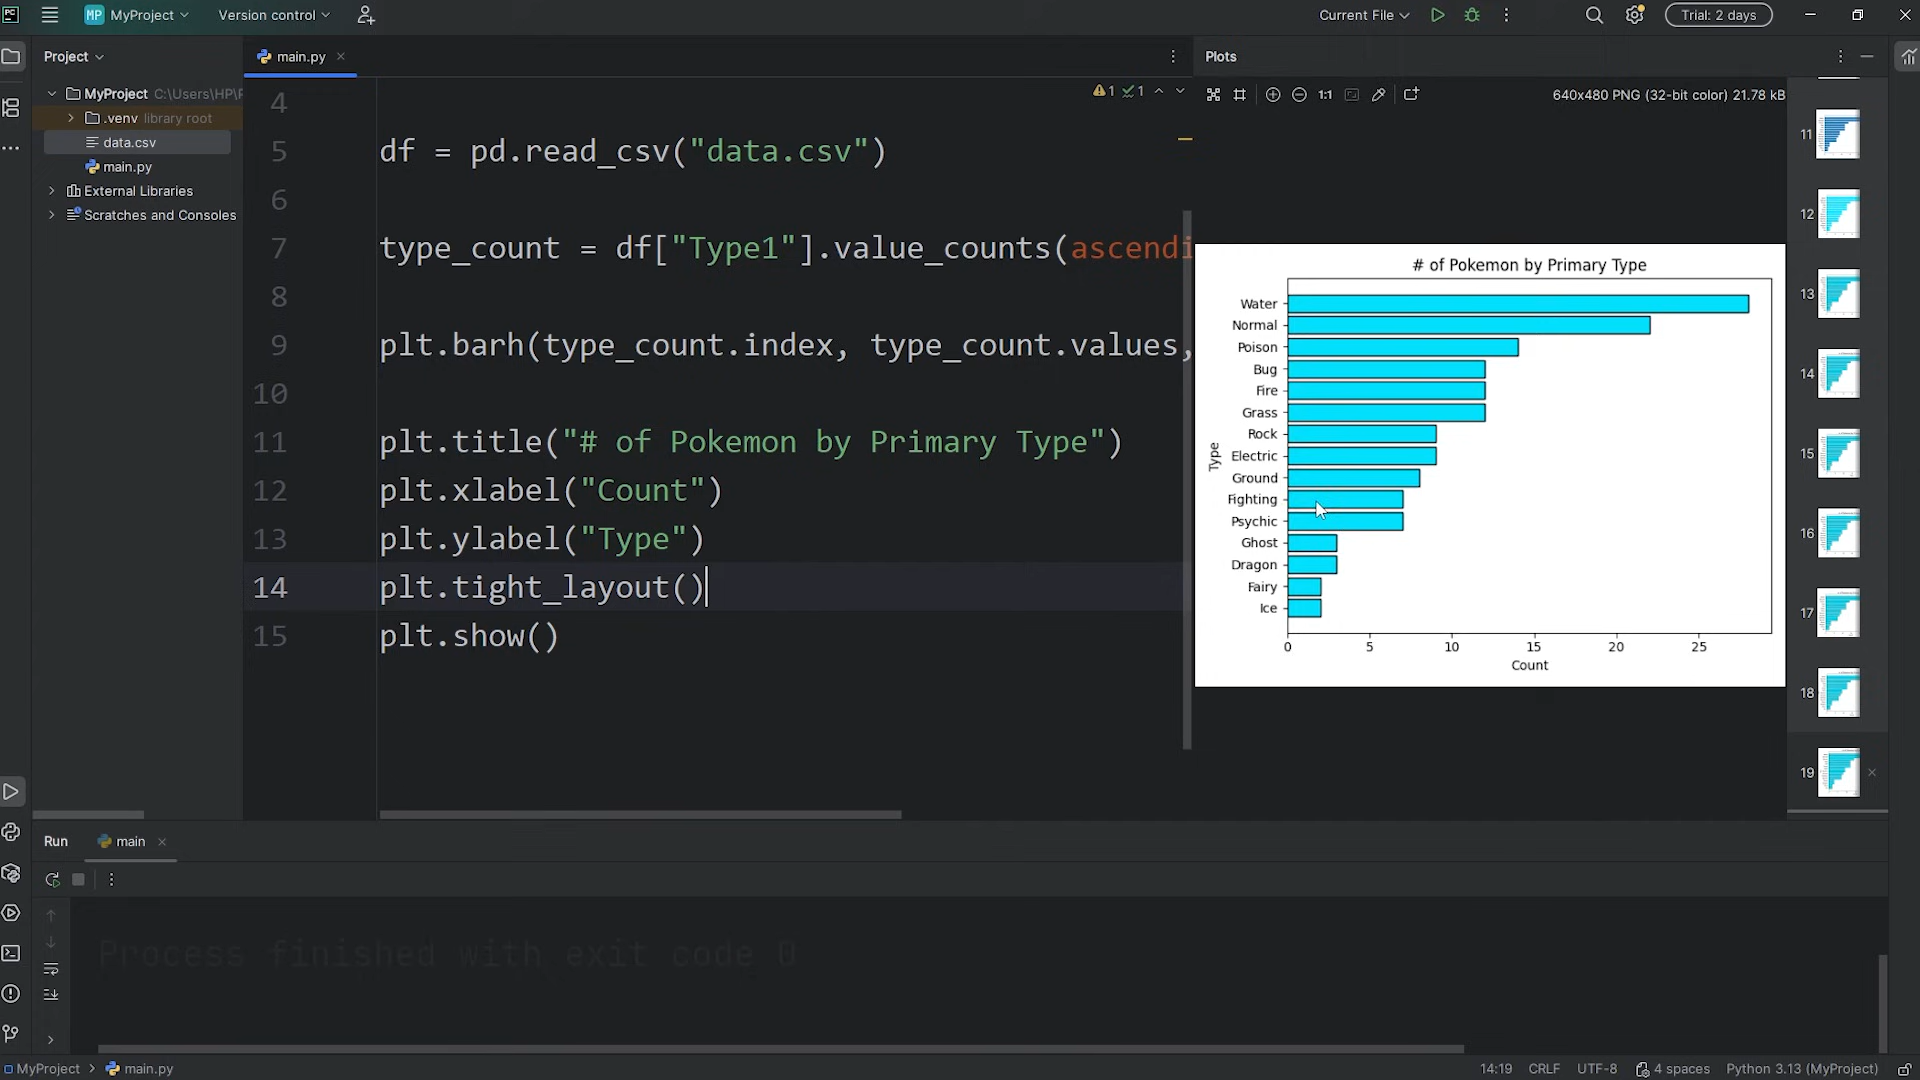 PC
MP MyProject
Version control
Current File
Trial: 2 days
Project
main.py
Plots
MyProject C:\Users\HP\P
.venv library root
data.csv
main.py
External Libraries
Scratches and Consoles
1 1
4
5 df = pd.read_csv("data.csv")
6
7 type_count = df["Type1"].value_counts(ascendi
8
9 plt.barh(type_count.index, type_count.values,
10
11 plt.title("# of Pokemon by Primary Type")
12 plt.xlabel("Count")
13 plt.ylabel("Type")
14 plt.tight_layout()
15 plt.show()
1:1
640x480 PNG (32-bit color) 21.78 kB
# of Pokemon by Primary Type
Water
Normal
Poison
Bug
Fire
Grass
Rock
Electric
Ground
Fighting
Psychic
Ghost
Dragon
Fairy
Ice
Type
0 5 10 15 20 25
Count
11
12
13
14
15
16
17
18
19
Run
main
Process finished with exit code 0
MyProject > main.py
14:19 CRLF UTF-8 4 spaces Python 3.13 (MyProject)